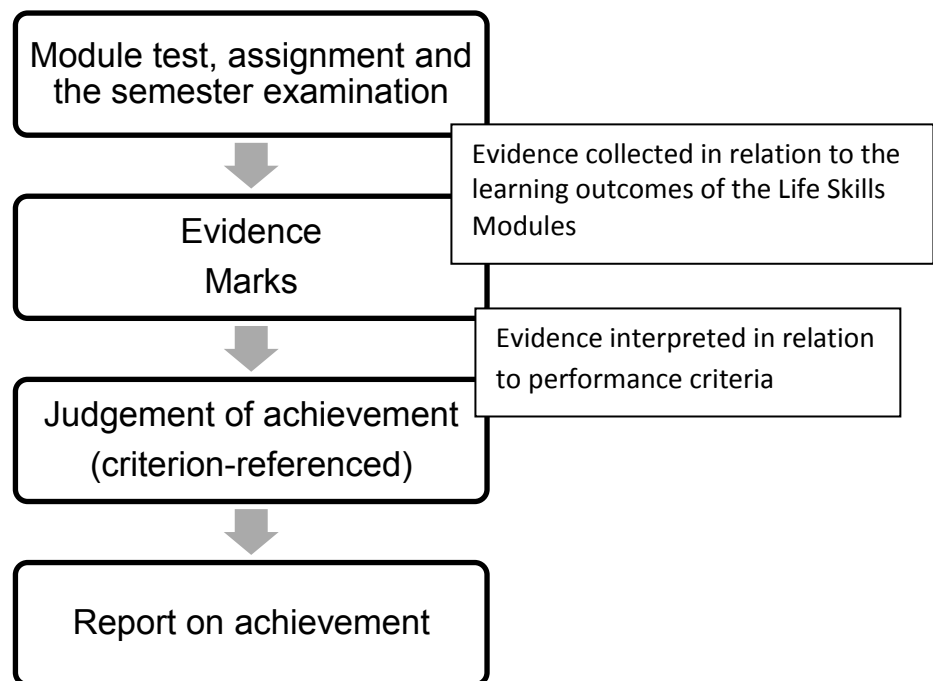 Module test, assignment and
the semester examination
Evidence collected in relation to the
learning outcomes of the Life Skills
Modules
Evidence
Marks
Evidence interpreted in relation
to performance criteria
Judgement of achievement
(criterion-referenced)
Report on achievement